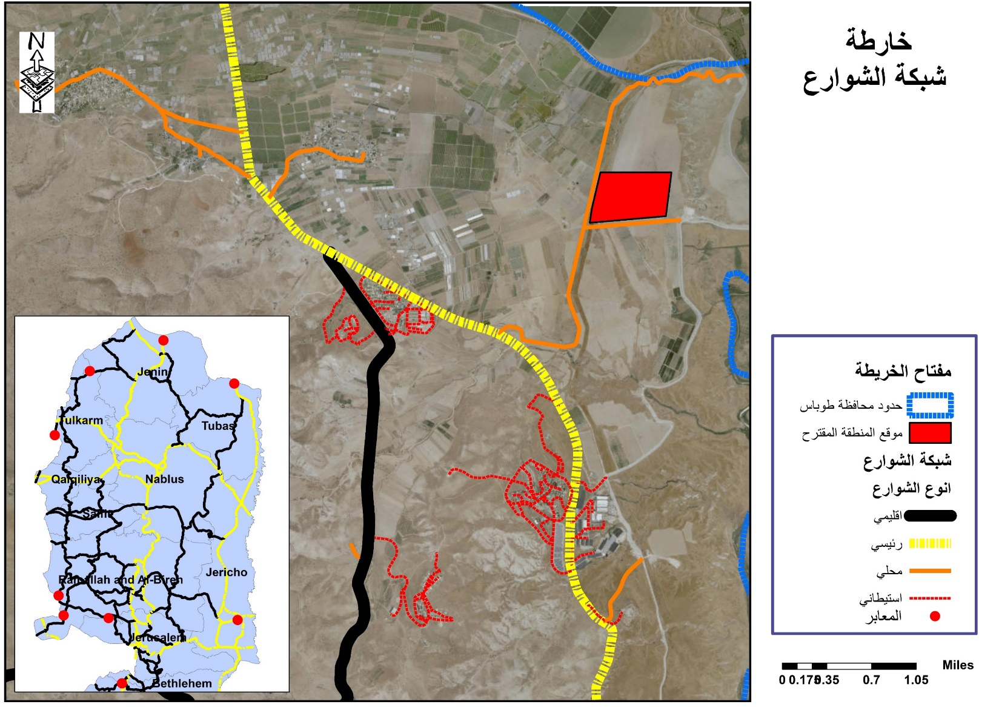 خارطة
شبكة الشوارع
N
Jenin
Tulkarm
Tubas
Qalqiliya
Nablus
Salfit
Jericho
Ramallah and Al-Bireh
Jerusalem
Bethlehem
مفتاح الخريطة
حدود محافظة طوباس
موقع المنطقة المقترح
شبكة الشوارع
انوع الشوارع
اقليمي
رئيسي
محلي
استيطاني
المعابر
Miles
0 0.175 0.35 0.7 1.05